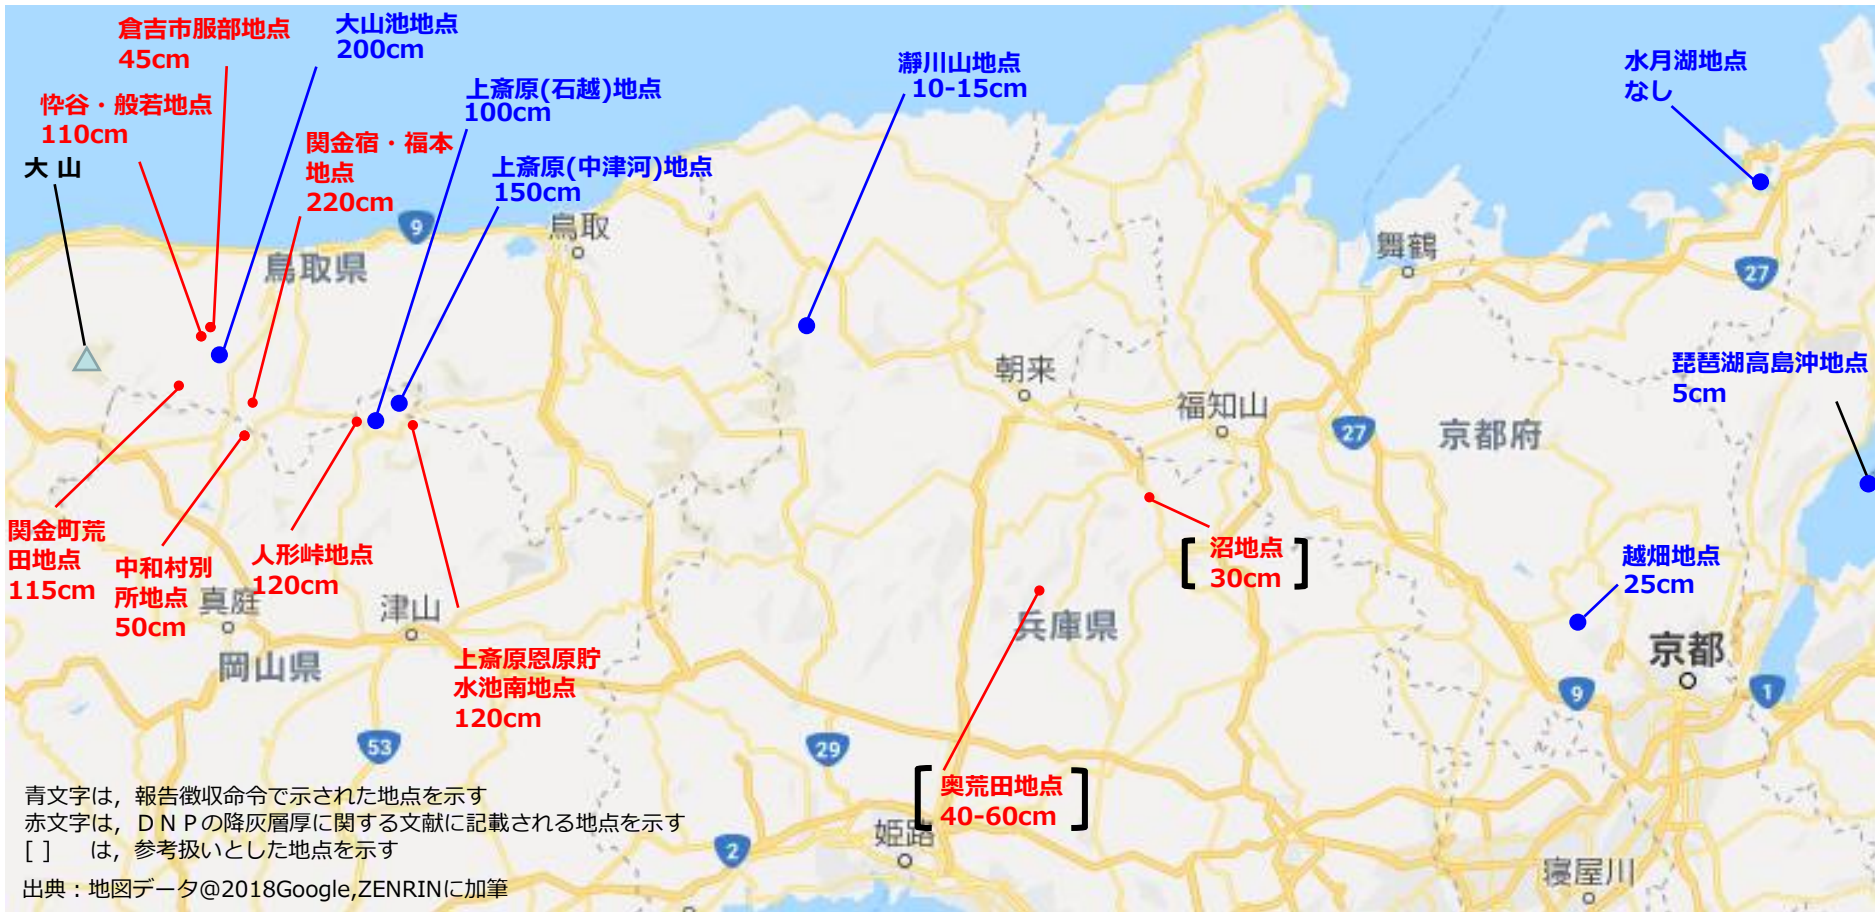 倉吉市服部地点
45cm
大山池地点
200cm
忰谷・般若地点
110cm
大 山
上斎原(石越)地点
100cm
関金宿・福本
地点
220cm
上斎原(中津河)地点
150cm
瀞川山地点
10-15cm
水月湖地点
なし
9
鳥取
鳥取県
舞鶴
27
琵琶湖高島沖地点
5cm
朝来
福知山
27
京都府
関金町荒
田地点
115cm
中和村別
所地点
50cm
人形峠地点
120cm
沼地点
30cm
越畑地点
25cm
真庭
津山
兵庫県
岡山県
京都
上斎原恩原貯
水池南地点
120cm
9
1
53
29
奥荒田地点
40-60cm
青文字は，報告徴収命令で示された地点を示す
赤文字は，ＤＮＰの降灰層厚に関する文献に記載される地点を示す
[ ] は，参考扱いとした地点を示す
姫路
2
寝屋川
出典：地図データ@2018Google,ZENRINに加筆